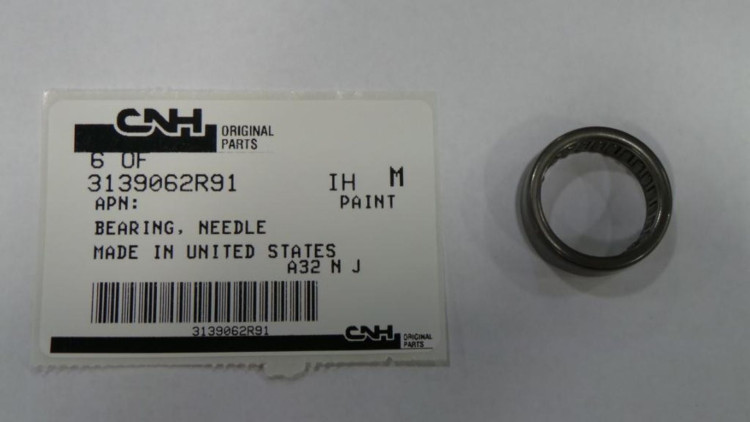 CNH ORIGINAL PARTS
6 OF
3139062R91 IH M
APN: PAINT
BEARING, NEEDLE
MADE IN UNITED STATES
A32 N J
3139062R91
CNH ORIGINAL PARTS